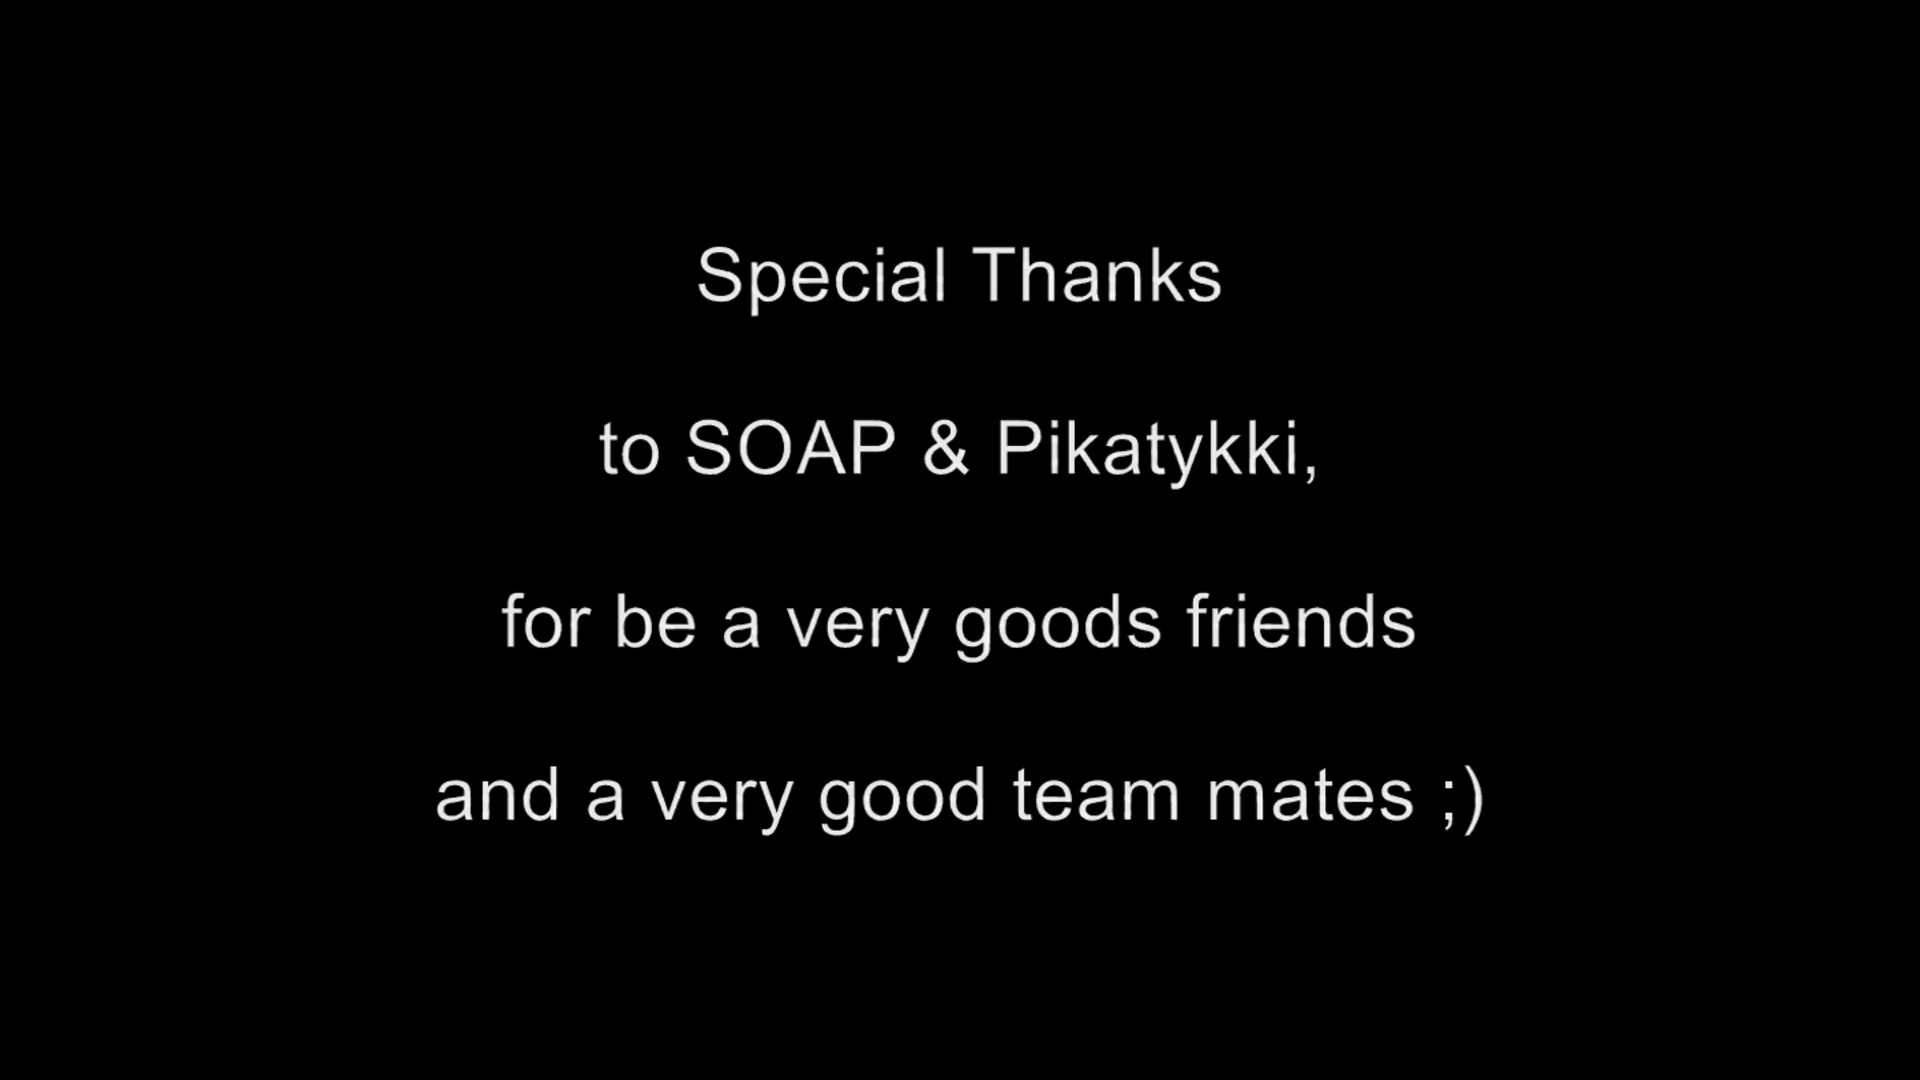 Special Thanks
to SOAP & Pikatykki,
for be a very goods friends
and a very good team mates ;)